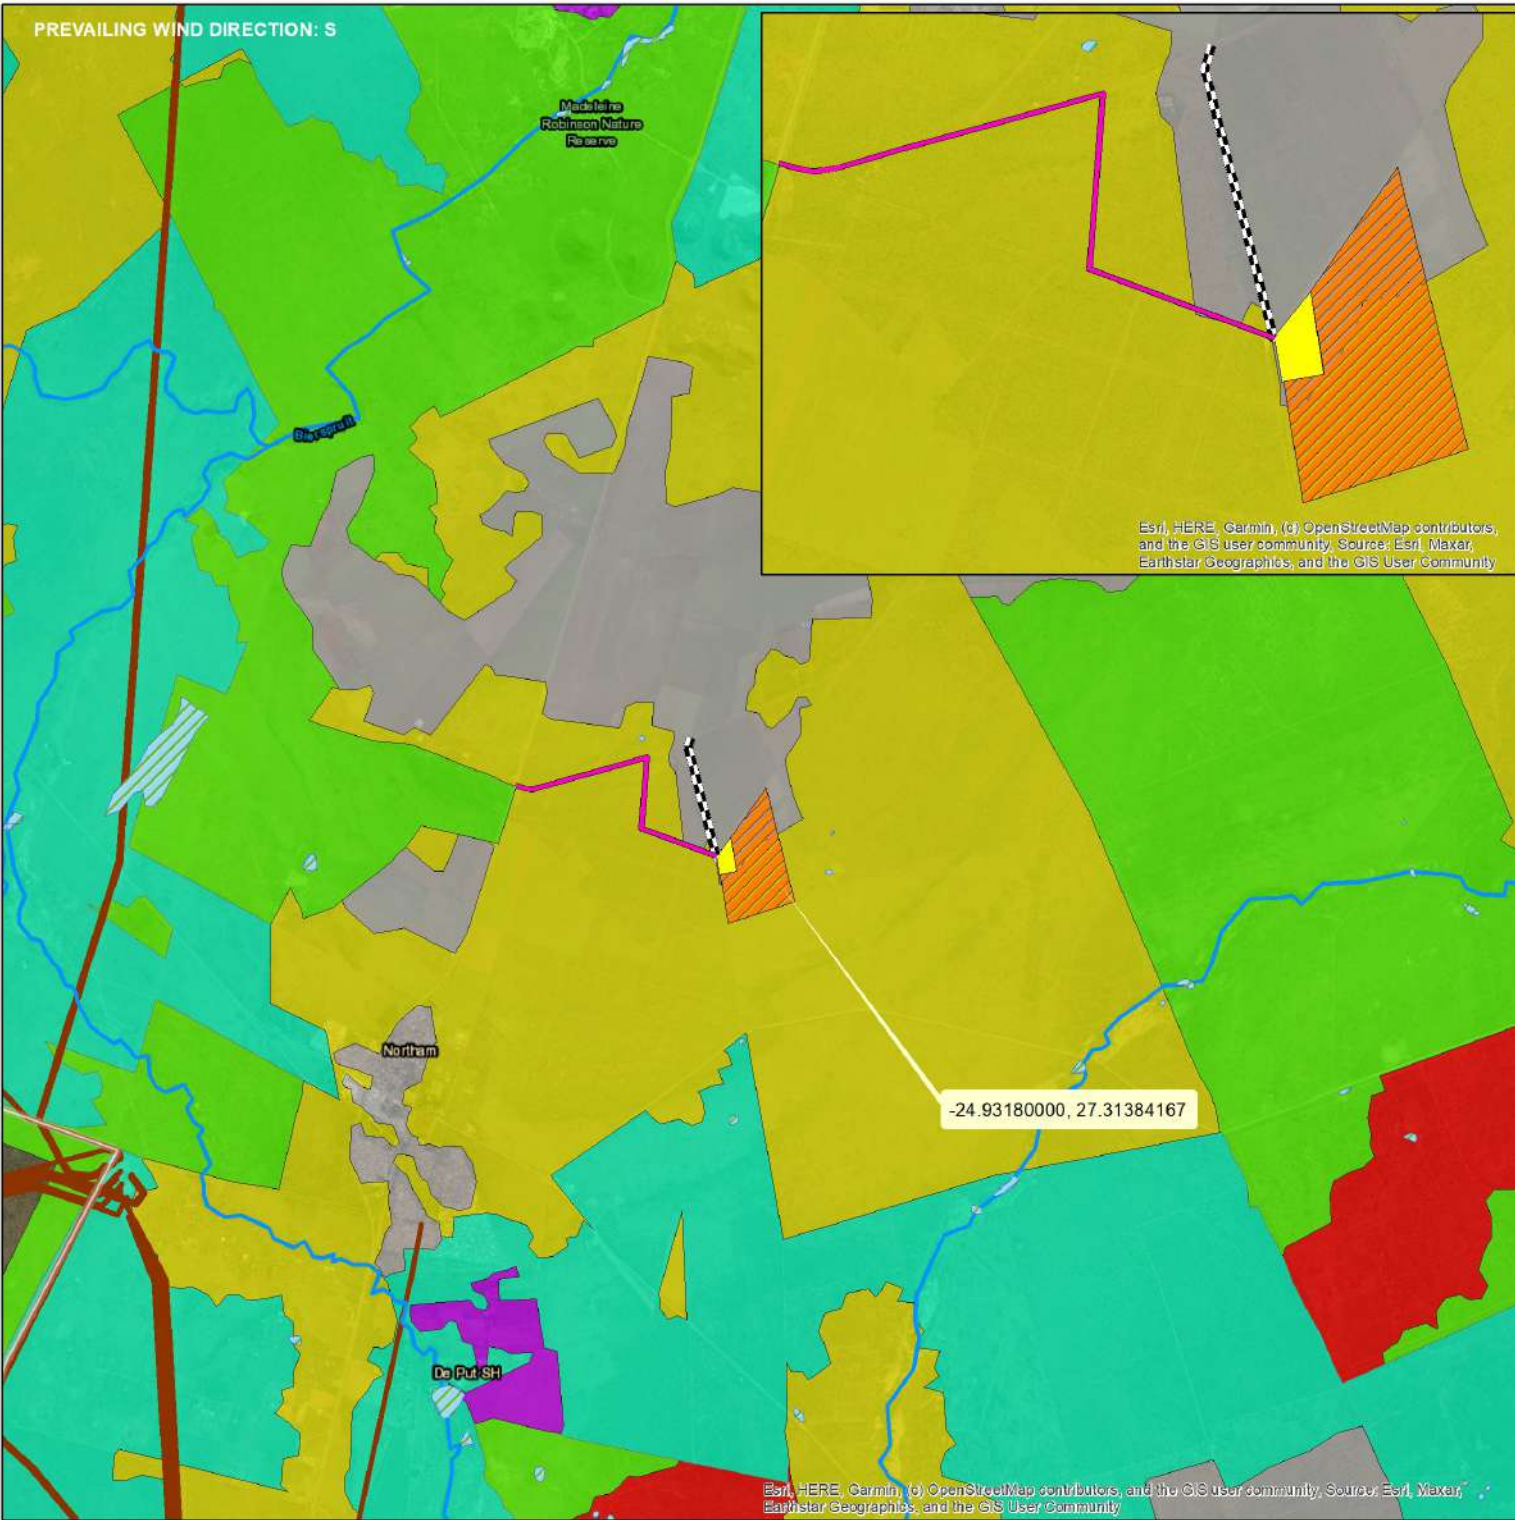 PREVAILING WIND DIRECTION: S
Madeleine
Robinson Nature
Reserve
Bierspruit
Esri, HERE, Garmin, (c) OpenStreetMap contributors,
and the GIS user community, Source: Esri, Maxar,
Earthstar Geographics, and the GIS User Community
Northam
-24.93180000, 27.31384167
De Put SH
Esri, HERE, Garmin, (c) OpenStreetMap contributors, and the GIS user community, Source: Esri, Maxar,
Earthstar Geographics, and the GIS User Community